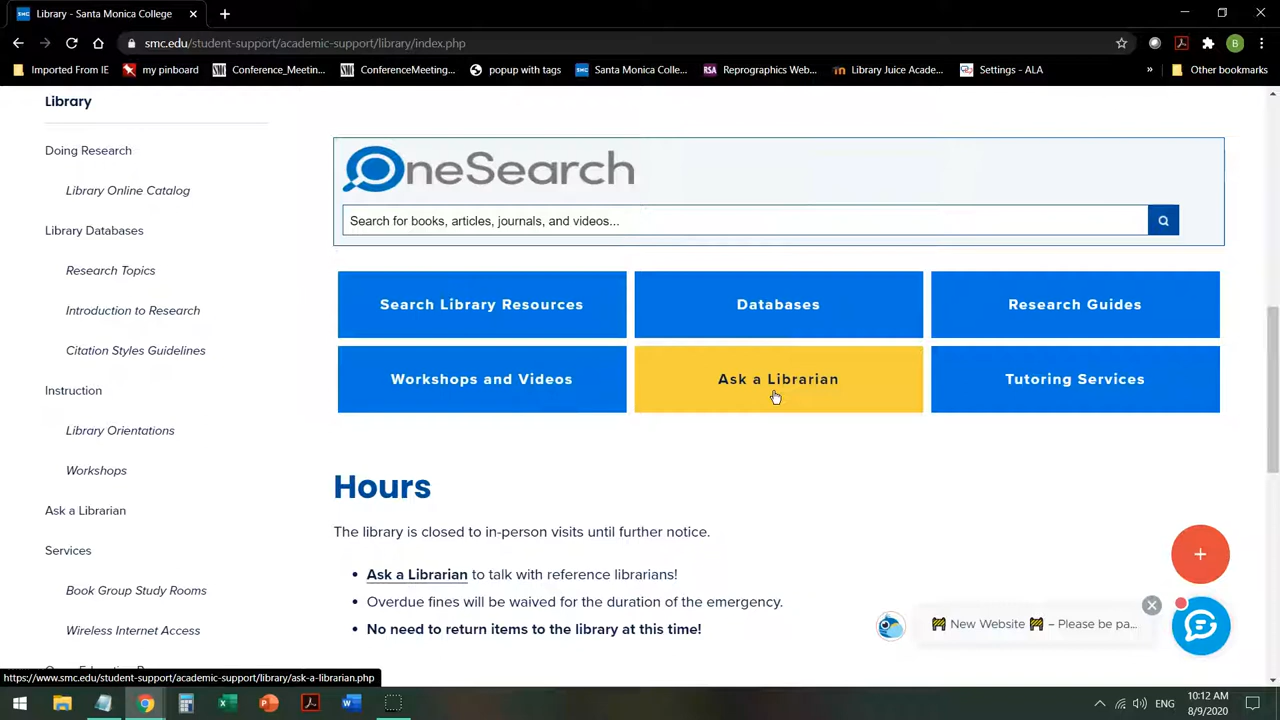 Library - Santa Monica College
smc.edu/student-support/academic-support/library/index.php
B
Imported From IE
my pinboard
Conference_Meetin...
ConferenceMeeting...
popup with tags
Santa Monica Colle...
Reprographics Web...
Library Juice Acade...
Settings - ALA
»
Other bookmarks
Library
Doing Research
Library Online Catalog
Library Databases
Research Topics
Introduction to Research
Citation Styles Guidelines
Instruction
Library Orientations
Workshops
Ask a Librarian
Services
Book Group Study Rooms
Wireless Internet Access
OneSearch
Search for books, articles, journals, and videos...
Search Library Resources
Databases
Research Guides
Workshops and Videos
Ask a Librarian
Tutoring Services
Hours
The library is closed to in-person visits until further notice.
• Ask a Librarian to talk with reference librarians!
• Overdue fines will be waived for the duration of the emergency.
• No need to return items to the library at this time!
🚧 New Website 🚧 – Please be pa...
https://www.smc.edu/student-support/academic-support/library/ask-a-librarian.php
ENG
10:12 AM
8/9/2020